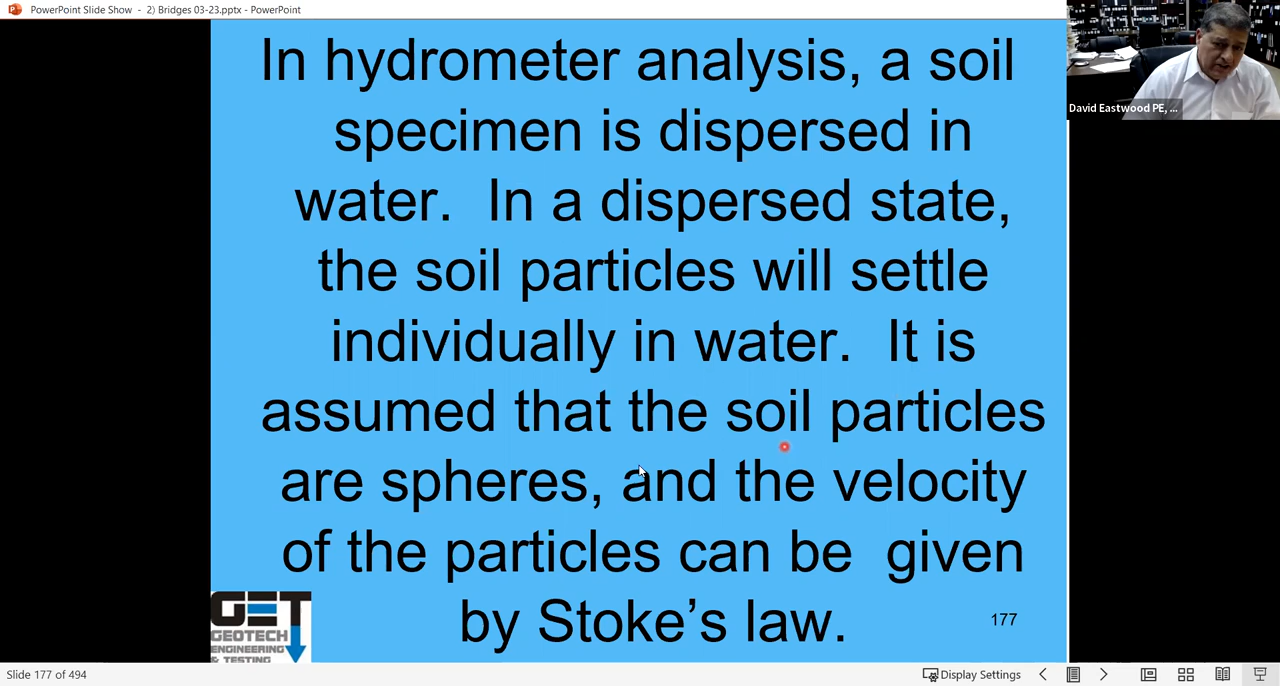 PowerPoint Slide Show - 2) Bridges 03-23.pptx - PowerPoint
In hydrometer analysis, a soil
specimen is dispersed in
water. In a dispersed state,
the soil particles will settle
individually in water. It is
assumed that the soil particles
are spheres, and the velocity
of the particles can be given
by Stoke's law.
David Eastwood PE, ...
GET
GEOTECH
ENGINEERING
& TESTING
177
Slide 177 of 494
Display Settings